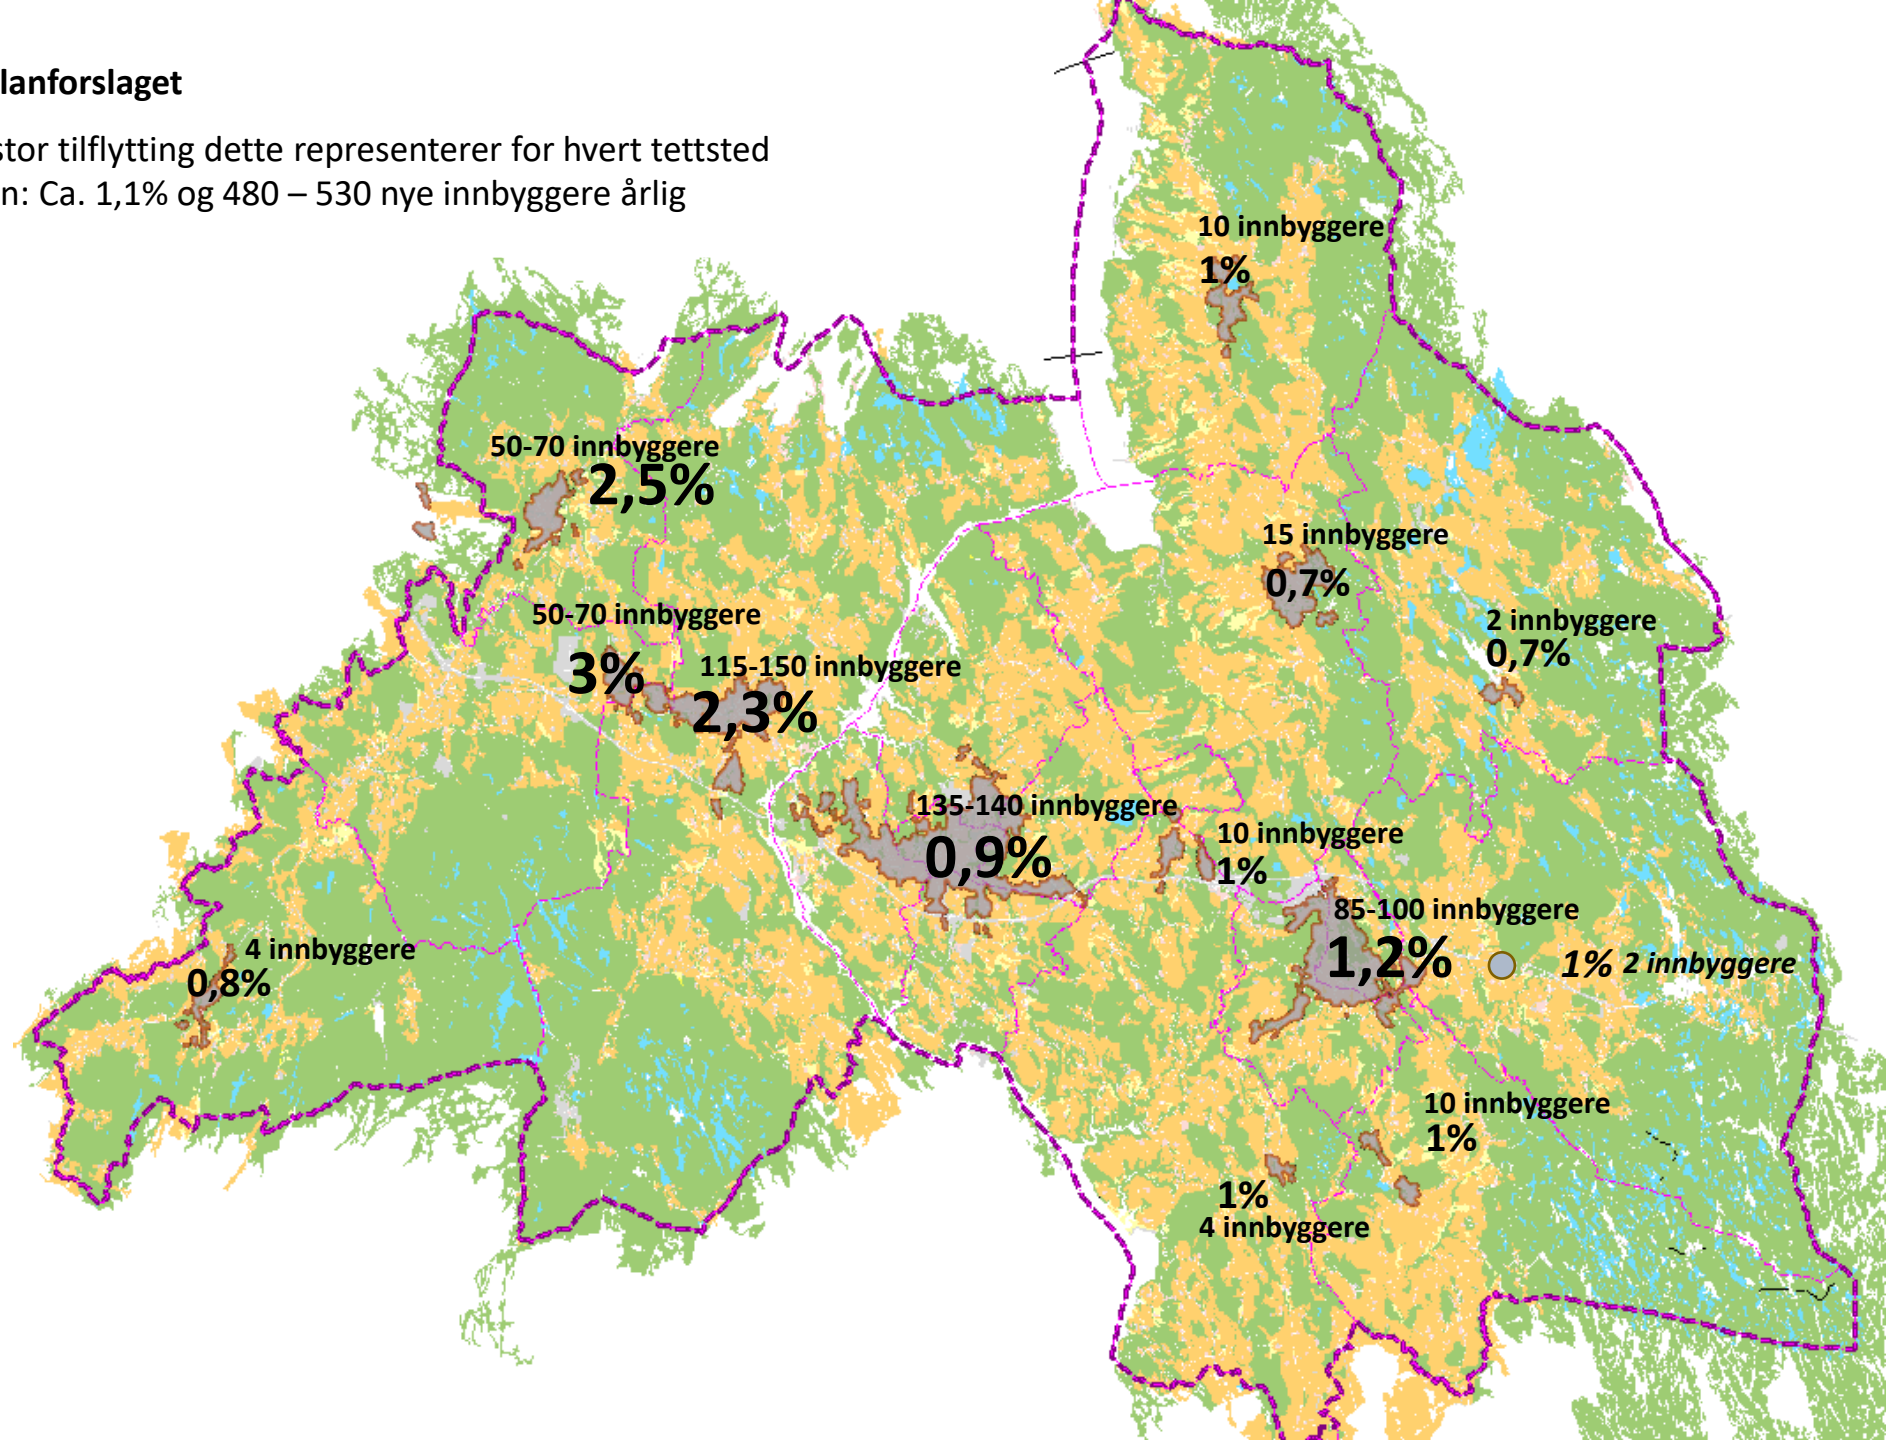 lanforslaget
stor tilflytting dette representerer for hvert tettsted
n: Ca. 1,1% og 480 – 530 nye innbyggere årlig
10 innbyggere
1%
50-70 innbyggere
2,5%
15 innbyggere
0,7%
50-70 innbyggere
3%
115-150 innbyggere
2,3%
2 innbyggere
0,7%
135-140 innbyggere
0,9%
10 innbyggere
1%
85-100 innbyggere
1,2%
1% 2 innbyggere
4 innbyggere
0,8%
10 innbyggere
1%
1%
4 innbyggere